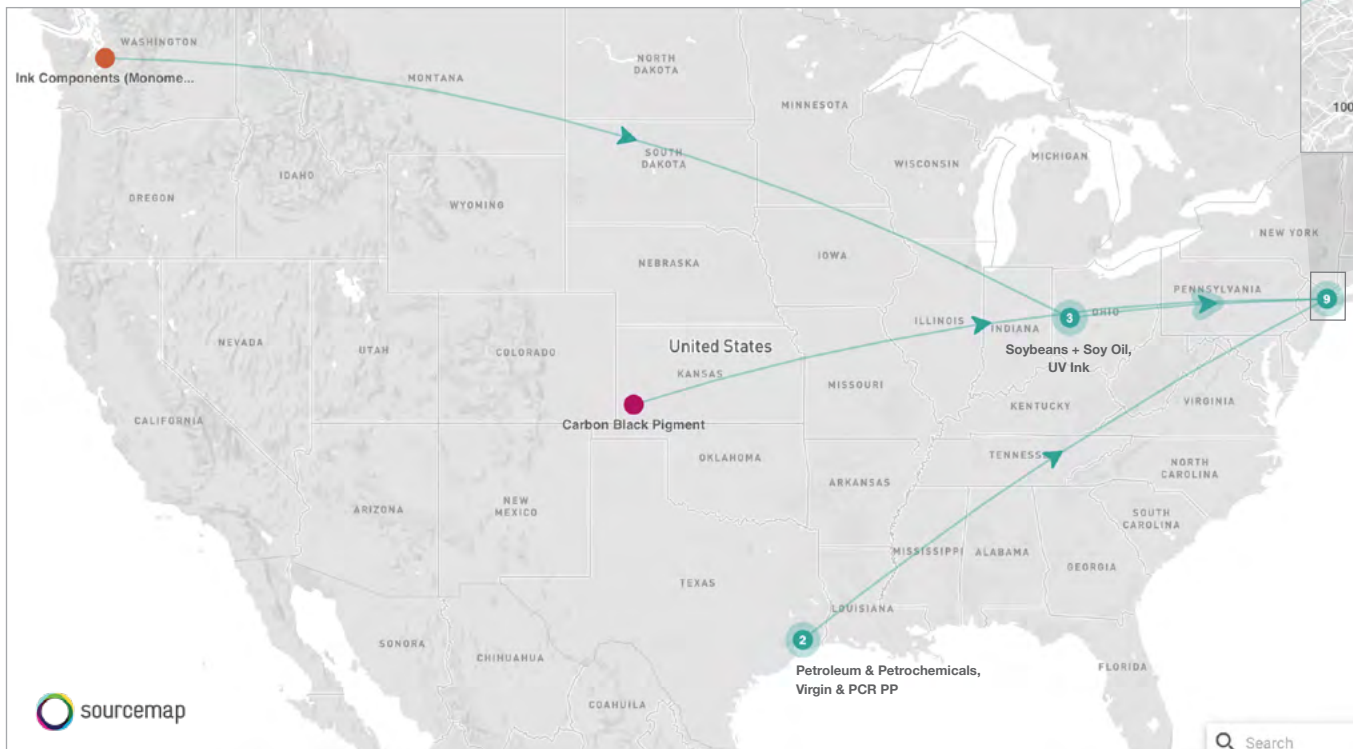 WASHINGTON
Ink Components (Monome...
MONTANA
NORTH
DAKOTA
MINNESOTA
100
SOUTH
DAKOTA
WISCONSIN
MICHIGAN
IDAHO
OREGON
WYOMING
NEW YORK
NEBRASKA
IOWA
PENNSYLVANIA
9
ILLINOIS
INDIANA
3
OHIO
NEVADA
UTAH
COLORADO
United States
Soybeans + Soy Oil,
UV Ink
KANSAS
MISSOURI
KENTUCKY
VIRGINIA
CALIFORNIA
Carbon Black Pigment
OKLAHOMA
TENNESS
NORTH
CAROLINA
ARKANSAS
ARIZONA
NEW
MEXICO
SOUTH
CAROLINA
MISSISSIPPI
ALABAMA
GEORGIA
TEXAS
LOUISIANA
2
SONORA
CHIHUAHUA
Petroleum & Petrochemicals,
Virgin & PCR PP
FLORIDA
COAHUILA
sourcemap
Search